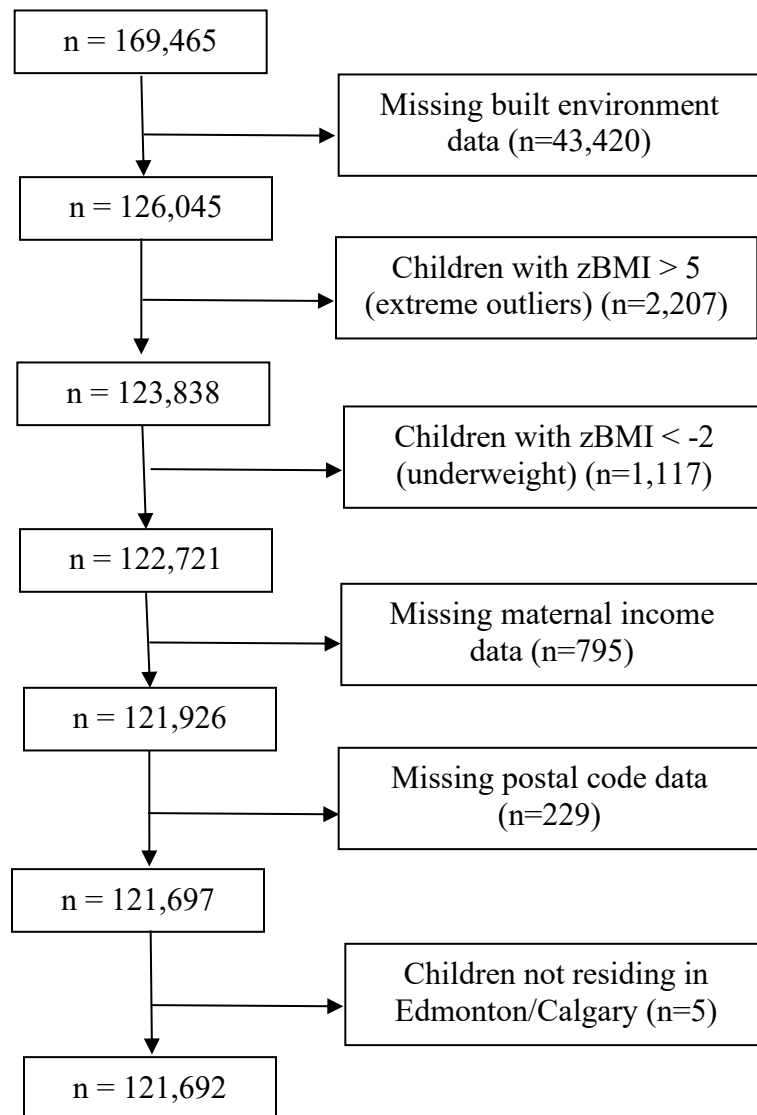 n = 169,465
Missing built environment
data (n=43,420)
n = 126,045
Children with zBMI > 5
(extreme outliers) (n=2,207)
n = 123,838
Children with zBMI < -2
(underweight) (n=1,117)
n = 122,721
Missing maternal income
data (n=795)
n = 121,926
Missing postal code data
(n=229)
n = 121,697
Children not residing in
Edmonton/Calgary (n=5)
n = 121,692